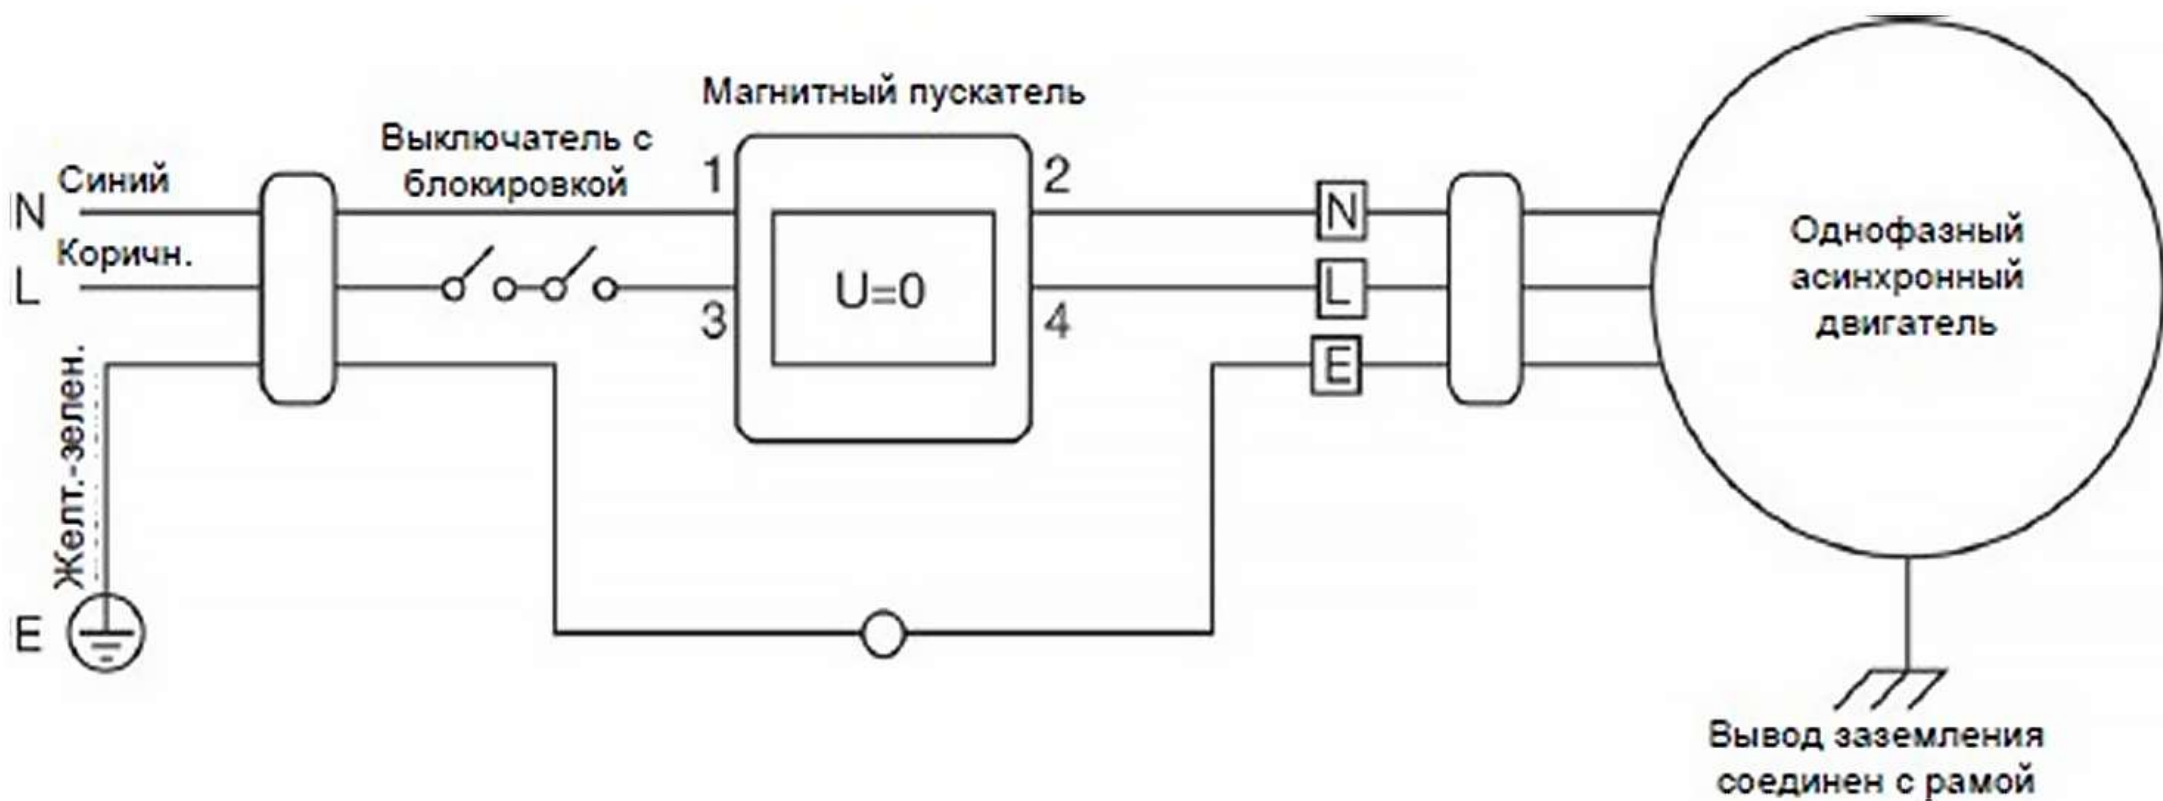 Магнитный пускатель
Выключатель с
блокировкой
1
2
Синий
N
N
Коричн.
L
U=0
L
3
4
E
Желт.-зелен.
E
Однофазный
асинхронный
двигатель
Вывод заземления
соединен с рамой